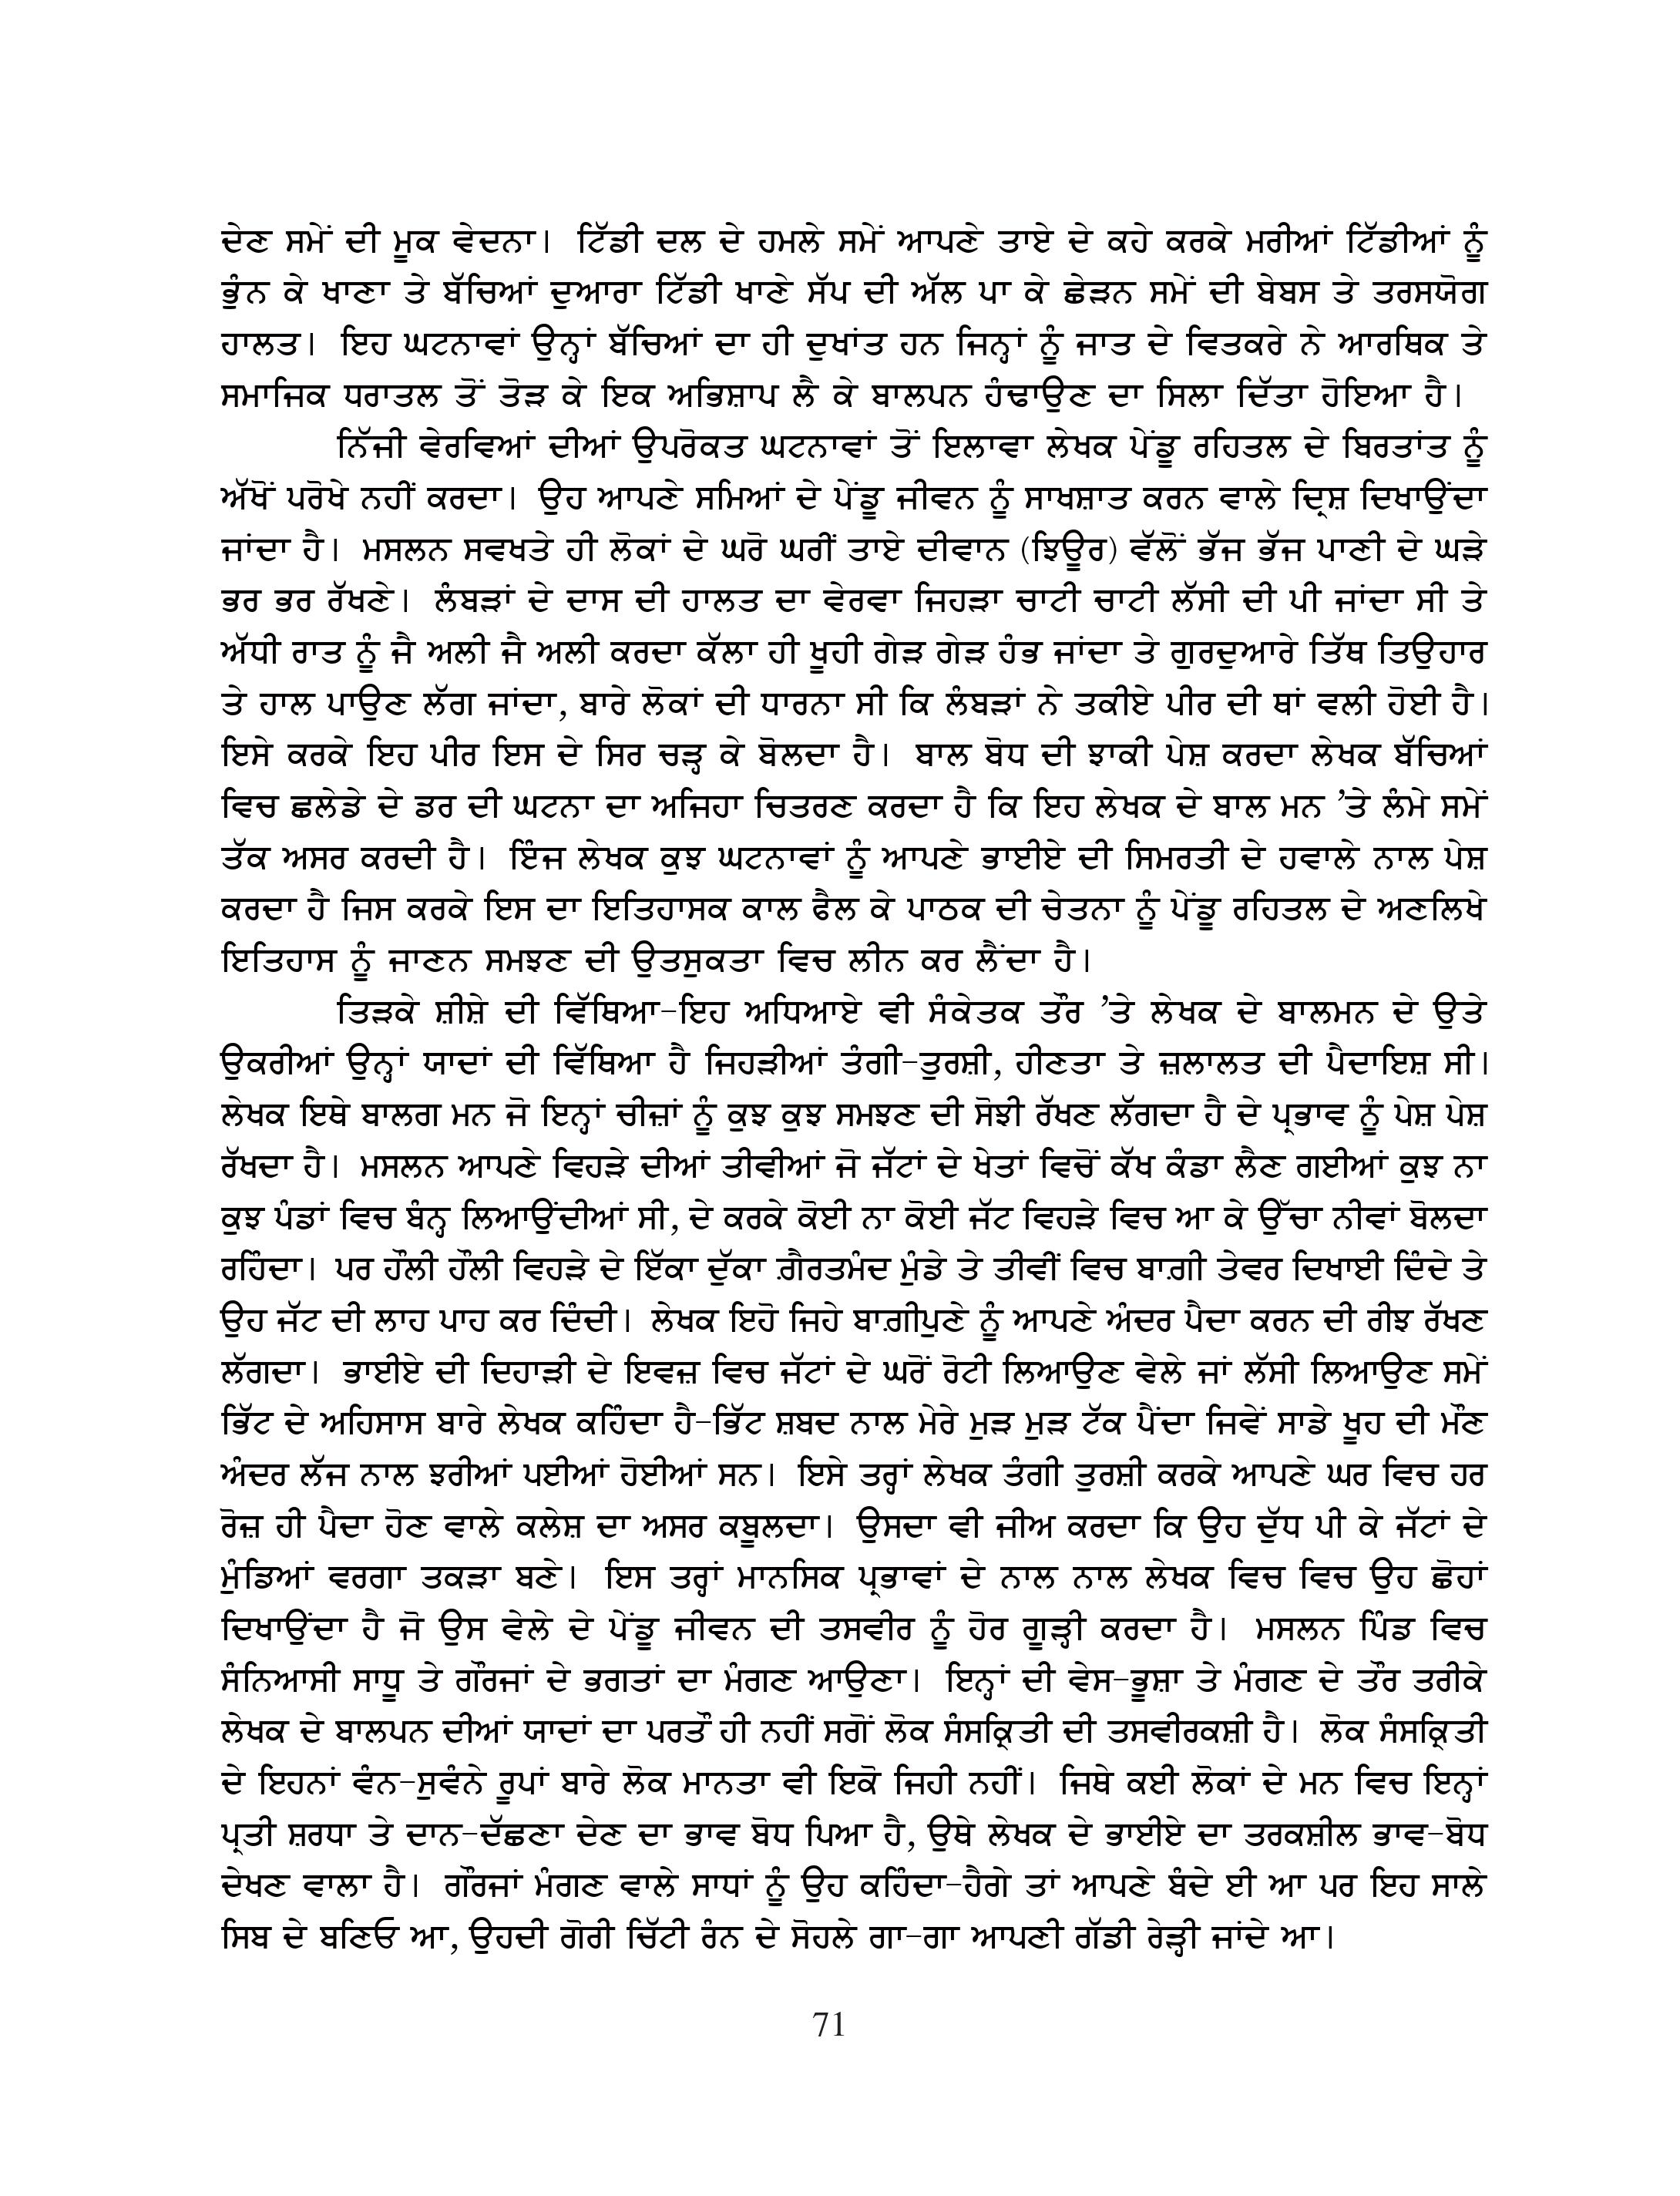 ਦੇਣ ਸਮੇਂ ਦੀ ਮੂਕ ਵੇਦਨਾ। ਟਿੱਡੀ ਦਲ ਦੇ ਹਮਲੇ ਸਮੇਂ ਆਪਣੇ ਤਾਏ ਦੇ ਕਹੇ ਕਰਕੇ ਮਰੀਆਂ ਟਿੱਡੀਆਂ ਨੂੰ
ਭੁੰਨ ਕੇ ਖਾਣਾ ਤੇ ਬੱਚਿਆਂ ਦੁਆਰਾ ਟਿੱਡੀ ਖਾਣੇ ਸੱਪ ਦੀ ਅੱਲ ਪਾ ਕੇ ਛੇੜਨ ਸਮੇਂ ਦੀ ਬੇਬਸ ਤੇ ਤਰਸਯੋਗ
ਹਾਲਤ। ਇਹ ਘਟਨਾਵਾਂ ਉਨ੍ਹਾਂ ਬੱਚਿਆਂ ਦਾ ਹੀ ਦੁਖਾਂਤ ਹਨ ਜਿਨ੍ਹਾਂ ਨੂੰ ਜਾਤ ਦੇ ਵਿਤਕਰੇ ਨੇ ਆਰਥਿਕ ਤੇ
ਸਮਾਜਿਕ ਧਰਾਤਲ ਤੋਂ ਤੋੜ ਕੇ ਇਕ ਅਭਿਸ਼ਾਪ ਲੈ ਕੇ ਬਾਲਪਨ ਹੰਢਾਉਣ ਦਾ ਸਿਲਾ ਦਿੱਤਾ ਹੋਇਆ ਹੈ।
ਨਿੱਜੀ ਵੇਰਵਿਆਂ ਦੀਆਂ ਉਪਰੋਕਤ ਘਟਨਾਵਾਂ ਤੋਂ ਇਲਾਵਾ ਲੇਖਕ ਪੇਂਡੂ ਰਹਿਤਲ ਦੇ ਬਿਰਤਾਂਤ ਨੂੰ
ਅੱਖੋਂ ਪਰੋਖੇ ਨਹੀਂ ਕਰਦਾ। ਉਹ ਆਪਣੇ ਸਮਿਆਂ ਦੇ ਪੇਂਡੂ ਜੀਵਨ ਨੂੰ ਸਾਖਸ਼ਾਤ ਕਰਨ ਵਾਲੇ ਦ੍ਰਿਸ਼ ਦਿਖਾਉਂਦਾ
ਜਾਂਦਾ ਹੈ। ਮਸਲਨ ਸਵਖਤੇ ਹੀ ਲੋਕਾਂ ਦੇ ਘਰੋ ਘਰੀਂ ਤਾਏ ਦੀਵਾਨ (ਝਿਊਰ) ਵੱਲੋਂ ਭੱਜ ਭੱਜ ਪਾਣੀ ਦੇ ਘੜੇ
ਭਰ ਭਰ ਰੱਖਣੇ। ਲੰਬੜਾਂ ਦੇ ਦਾਸ ਦੀ ਹਾਲਤ ਦਾ ਵੇਰਵਾ ਜਿਹੜਾ ਚਾਟੀ ਚਾਟੀ ਲੱਸੀ ਦੀ ਪੀ ਜਾਂਦਾ ਸੀ ਤੇ
ਅੱਧੀ ਰਾਤ ਨੂੰ ਜੈ ਅਲੀ ਜੈ ਅਲੀ ਕਰਦਾ ਕੱਲਾ ਹੀ ਖੂਹੀ ਗੇੜ ਗੇੜ ਹੰਭ ਜਾਂਦਾ ਤੇ ਗੁਰਦੁਆਰੇ ਤਿੱਥ ਤਿਉਹਾਰ
ਤੇ ਹਾਲ ਪਾਉਣ ਲੱਗ ਜਾਂਦਾ, ਬਾਰੇ ਲੋਕਾਂ ਦੀ ਧਾਰਨਾ ਸੀ ਕਿ ਲੰਬੜਾਂ ਨੇ ਤਕੀਏ ਪੀਰ ਦੀ ਥਾਂ ਵਲੀ ਹੋਈ ਹੈ।
ਇਸੇ ਕਰਕੇ ਇਹ ਪੀਰ ਇਸ ਦੇ ਸਿਰ ਚੜ੍ਹ ਕੇ ਬੋਲਦਾ ਹੈ। ਬਾਲ ਬੋਧ ਦੀ ਝਾਕੀ ਪੇਸ਼ ਕਰਦਾ ਲੇਖਕ ਬੱਚਿਆਂ
ਵਿਚ ਛਲੇਡੇ ਦੇ ਡਰ ਦੀ ਘਟਨਾ ਦਾ ਅਜਿਹਾ ਚਿਤਰਣ ਕਰਦਾ ਹੈ ਕਿ ਇਹ ਲੇਖਕ ਦੇ ਬਾਲ ਮਨ ’ਤੇ ਲੰਮੇ ਸਮੇਂ
ਤੱਕ ਅਸਰ ਕਰਦੀ ਹੈ। ਇੰਜ ਲੇਖਕ ਕੁਝ ਘਟਨਾਵਾਂ ਨੂੰ ਆਪਣੇ ਭਾਈਏ ਦੀ ਸਿਮਰਤੀ ਦੇ ਹਵਾਲੇ ਨਾਲ ਪੇਸ਼
ਕਰਦਾ ਹੈ ਜਿਸ ਕਰਕੇ ਇਸ ਦਾ ਇਤਿਹਾਸਕ ਕਾਲ ਫੈਲ ਕੇ ਪਾਠਕ ਦੀ ਚੇਤਨਾ ਨੂੰ ਪੇਂਡੂ ਰਹਿਤਲ ਦੇ ਅਣਲਿਖੇ
ਇਤਿਹਾਸ ਨੂੰ ਜਾਣਨ ਸਮਝਣ ਦੀ ਉਤਸੁਕਤਾ ਵਿਚ ਲੀਨ ਕਰ ਲੈਂਦਾ ਹੈ।
ਤਿੜਕੇ ਸ਼ੀਸ਼ੇ ਦੀ ਵਿੱਥਿਆ-ਇਹ ਅਧਿਆਏ ਵੀ ਸੰਕੇਤਕ ਤੌਰ ’ਤੇ ਲੇਖਕ ਦੇ ਬਾਲਮਨ ਦੇ ਉਤੇ
ਉਕਰੀਆਂ ਉਨ੍ਹਾਂ ਯਾਦਾਂ ਦੀ ਵਿੱਥਿਆ ਹੈ ਜਿਹੜੀਆਂ ਤੰਗੀ-ਤੁਰਸ਼ੀ, ਹੀਣਤਾ ਤੇ ਜ਼ਲਾਲਤ ਦੀ ਪੈਦਾਇਸ਼ ਸੀ।
ਲੇਖਕ ਇਥੇ ਬਾਲਗ ਮਨ ਜੋ ਇਨ੍ਹਾਂ ਚੀਜ਼ਾਂ ਨੂੰ ਕੁਝ ਕੁਝ ਸਮਝਣ ਦੀ ਸੋਝੀ ਰੱਖਣ ਲੱਗਦਾ ਹੈ ਦੇ ਪ੍ਰਭਾਵ ਨੂੰ ਪੇਸ਼ ਪੇਸ਼
ਰੱਖਦਾ ਹੈ। ਮਸਲਨ ਆਪਣੇ ਵਿਹੜੇ ਦੀਆਂ ਤੀਵੀਆਂ ਜੋ ਜੱਟਾਂ ਦੇ ਖੇਤਾਂ ਵਿਚੋਂ ਕੱਖ ਕੰਡਾ ਲੈਣ ਗਈਆਂ ਕੁਝ ਨਾ
ਕੁਝ ਪੰਡਾਂ ਵਿਚ ਬੰਨ੍ਹ ਲਿਆਉਂਦੀਆਂ ਸੀ, ਦੇ ਕਰਕੇ ਕੋਈ ਨਾ ਕੋਈ ਜੱਟ ਵਿਹੜੇ ਵਿਚ ਆ ਕੇ ਉੱਚਾ ਨੀਵਾਂ ਬੋਲਦਾ
ਰਹਿੰਦਾ। ਪਰ ਹੌਲੀ ਹੌਲੀ ਵਿਹੜੇ ਦੇ ਇੱਕਾ ਦੁੱਕਾ ਗ਼ੈਰਤਮੰਦ ਮੁੰਡੇ ਤੇ ਤੀਵੀਂ ਵਿਚ ਬਾਗ਼ੀ ਤੇਵਰ ਦਿਖਾਈ ਦਿੰਦੇ ਤੇ
ਉਹ ਜੱਟ ਦੀ ਲਾਹ ਪਾਹ ਕਰ ਦਿੰਦੀ। ਲੇਖਕ ਇਹੋ ਜਿਹੇ ਬਾਗ਼ੀਪੁਣੇ ਨੂੰ ਆਪਣੇ ਅੰਦਰ ਪੈਦਾ ਕਰਨ ਦੀ ਰੀਝ ਰੱਖਣ
ਲੱਗਦਾ। ਭਾਈਏ ਦੀ ਦਿਹਾੜੀ ਦੇ ਇਵਜ਼ ਵਿਚ ਜੱਟਾਂ ਦੇ ਘਰੋਂ ਰੋਟੀ ਲਿਆਉਣ ਵੇਲੇ ਜਾਂ ਲੱਸੀ ਲਿਆਉਣ ਸਮੇਂ
ਭਿੱਟ ਦੇ ਅਹਿਸਾਸ ਬਾਰੇ ਲੇਖਕ ਕਹਿੰਦਾ ਹੈ-ਭਿੱਟ ਸ਼ਬਦ ਨਾਲ ਮੇਰੇ ਮੁੜ ਮੁੜ ਟੱਕ ਪੈਂਦਾ ਜਿਵੇਂ ਸਾਡੇ ਖੂਹ ਦੀ ਮੌਣ
ਅੰਦਰ ਲੱਜ ਨਾਲ ਝਰੀਆਂ ਪਈਆਂ ਹੋਈਆਂ ਸਨ। ਇਸੇ ਤਰ੍ਹਾਂ ਲੇਖਕ ਤੰਗੀ ਤੁਰਸ਼ੀ ਕਰਕੇ ਆਪਣੇ ਘਰ ਵਿਚ ਹਰ
ਰੋਜ਼ ਹੀ ਪੈਦਾ ਹੋਣ ਵਾਲੇ ਕਲੇਸ਼ ਦਾ ਅਸਰ ਕਬੂਲਦਾ। ਉਸਦਾ ਵੀ ਜੀਅ ਕਰਦਾ ਕਿ ਉਹ ਦੁੱਧ ਪੀ ਕੇ ਜੱਟਾਂ ਦੇ
ਮੁੰਡਿਆਂ ਵਰਗਾ ਤਕੜਾ ਬਣੇ। ਇਸ ਤਰ੍ਹਾਂ ਮਾਨਸਿਕ ਪ੍ਰਭਾਵਾਂ ਦੇ ਨਾਲ ਨਾਲ ਲੇਖਕ ਵਿਚ ਵਿਚ ਉਹ ਛੋਹਾਂ
ਦਿਖਾਉਂਦਾ ਹੈ ਜੋ ਉਸ ਵੇਲੇ ਦੇ ਪੇਂਡੂ ਜੀਵਨ ਦੀ ਤਸਵੀਰ ਨੂੰ ਹੋਰ ਗੂੜ੍ਹੀ ਕਰਦਾ ਹੈ। ਮਸਲਨ ਪਿੰਡ ਵਿਚ
ਸੰਨਿਆਸੀ ਸਾਧੂ ਤੇ ਗੌਰਜਾਂ ਦੇ ਭਗਤਾਂ ਦਾ ਮੰਗਣ ਆਉਣਾ। ਇਨ੍ਹਾਂ ਦੀ ਵੇਸ-ਭੂਸ਼ਾ ਤੇ ਮੰਗਣ ਦੇ ਤੌਰ ਤਰੀਕੇ
ਲੇਖਕ ਦੇ ਬਾਲਪਨ ਦੀਆਂ ਯਾਦਾਂ ਦਾ ਪਰਤੌ ਹੀ ਨਹੀਂ ਸਗੋਂ ਲੋਕ ਸੰਸਕ੍ਰਿਤੀ ਦੀ ਤਸਵੀਰਕਸ਼ੀ ਹੈ। ਲੋਕ ਸੰਸਕ੍ਰਿਤੀ
ਦੇ ਇਹਨਾਂ ਵੰਨ-ਸੁਵੰਨੇ ਰੂਪਾਂ ਬਾਰੇ ਲੋਕ ਮਾਨਤਾ ਵੀ ਇਕੋ ਜਿਹੀ ਨਹੀਂ। ਜਿਥੇ ਕਈ ਲੋਕਾਂ ਦੇ ਮਨ ਵਿਚ ਇਨ੍ਹਾਂ
ਪ੍ਰਤੀ ਸ਼ਰਧਾ ਤੇ ਦਾਨ-ਦੱਛਣਾ ਦੇਣ ਦਾ ਭਾਵ ਬੋਧ ਪਿਆ ਹੈ, ਉਥੇ ਲੇਖਕ ਦੇ ਭਾਈਏ ਦਾ ਤਰਕਸ਼ੀਲ ਭਾਵ-ਬੋਧ
ਦੇਖਣ ਵਾਲਾ ਹੈ। ਗੌਰਜਾਂ ਮੰਗਣ ਵਾਲੇ ਸਾਧਾਂ ਨੂੰ ਉਹ ਕਹਿੰਦਾ-ਹੈਗੇ ਤਾਂ ਆਪਣੇ ਬੰਦੇ ਈ ਆ ਪਰ ਇਹ ਸਾਲੇ
ਸਿਬ ਦੇ ਬਣਿਓ ਆ, ਉਹਦੀ ਗੋਰੀ ਚਿੱਟੀ ਰੰਨ ਦੇ ਸੋਹਲੇ ਗਾ-ਗਾ ਆਪਣੀ ਗੱਡੀ ਰੇੜ੍ਹੀ ਜਾਂਦੇ ਆ।
71